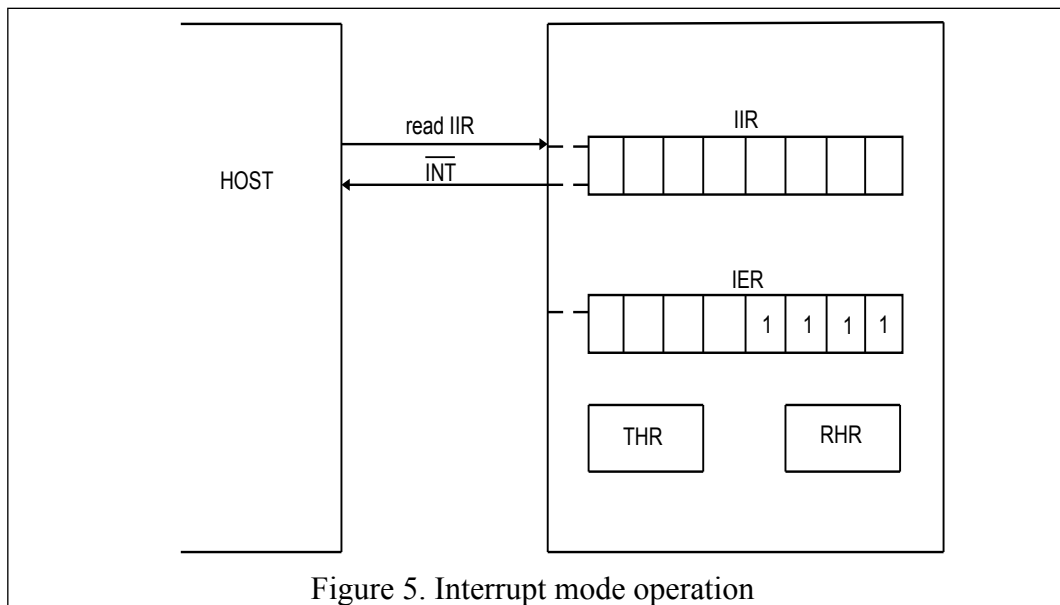 read IIR
IIR
HOST
INT
IER
1 1 1 1
THR
RHR
Figure 5. Interrupt mode operation